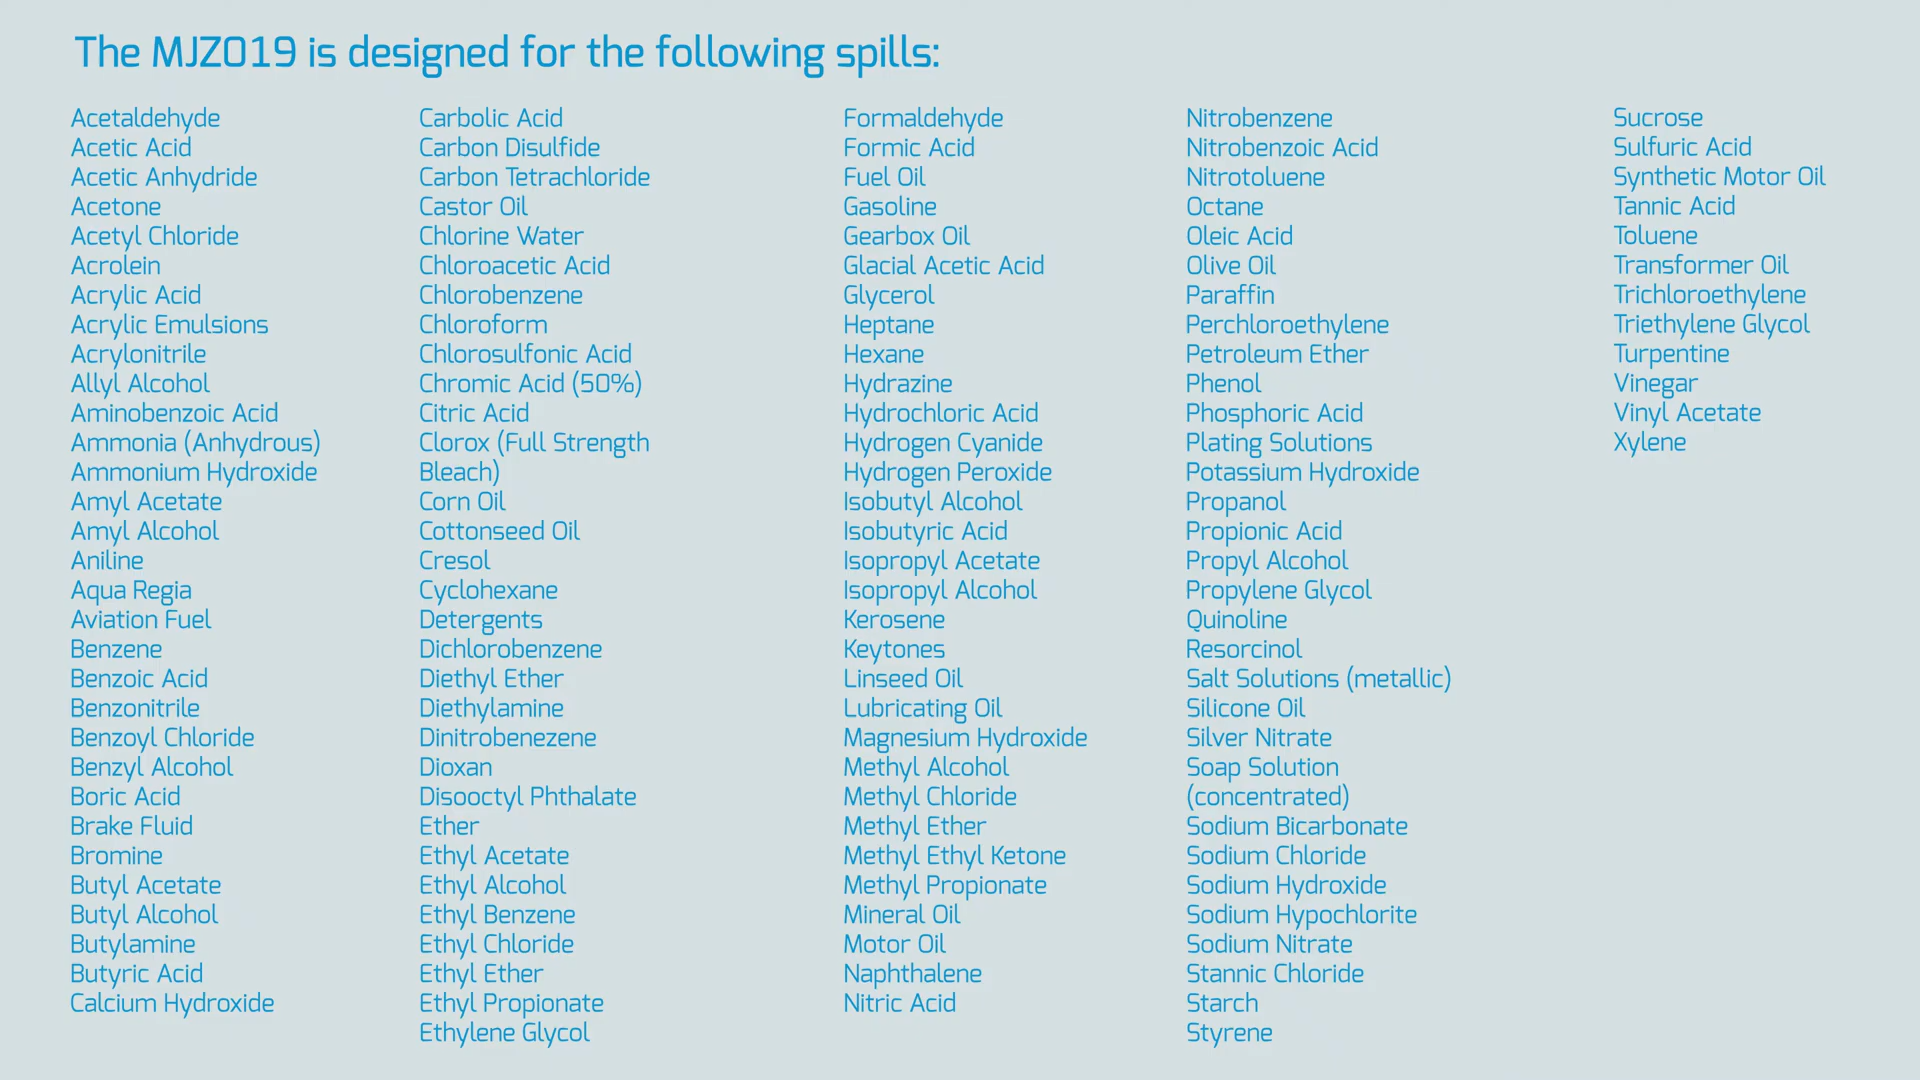 The MJZ019 is designed for the following spills:
Acetaldehyde
Acetic Acid
Acetic Anhydride
Acetone
Acetyl Chloride
Acrolein
Acrylic Acid
Acrylic Emulsions
Acrylonitrile
Allyl Alcohol
Aminobenzoic Acid
Ammonia (Anhydrous)
Ammonium Hydroxide
Amyl Acetate
Amyl Alcohol
Aniline
Aqua Regia
Aviation Fuel
Benzene
Benzoic Acid
Benzonitrile
Benzoyl Chloride
Benzyl Alcohol
Boric Acid
Brake Fluid
Bromine
Butyl Acetate
Butyl Alcohol
Butylamine
Butyric Acid
Calcium Hydroxide
Carbolic Acid
Carbon Disulfide
Carbon Tetrachloride
Castor Oil
Chlorine Water
Chloroacetic Acid
Chlorobenzene
Chloroform
Chlorosulfonic Acid
Chromic Acid (50%)
Citric Acid
Clorox (Full Strength
Bleach)
Corn Oil
Cottonseed Oil
Cresol
Cyclohexane
Detergents
Dichlorobenzene
Diethyl Ether
Diethylamine
Dinitrobenezene
Dioxan
Disooctyl Phthalate
Ether
Ethyl Acetate
Ethyl Alcohol
Ethyl Benzene
Ethyl Chloride
Ethyl Ether
Ethyl Propionate
Ethylene Glycol
Formaldehyde
Formic Acid
Fuel Oil
Gasoline
Gearbox Oil
Glacial Acetic Acid
Glycerol
Heptane
Hexane
Hydrazine
Hydrochloric Acid
Hydrogen Cyanide
Hydrogen Peroxide
Isobutyl Alcohol
Isobutyric Acid
Isopropyl Acetate
Isopropyl Alcohol
Kerosene
Keytones
Linseed Oil
Lubricating Oil
Magnesium Hydroxide
Methyl Alcohol
Methyl Chloride
Methyl Ether
Methyl Ethyl Ketone
Methyl Propionate
Mineral Oil
Motor Oil
Naphthalene
Nitric Acid
Nitrobenzene
Nitrobenzoic Acid
Nitrotoluene
Octane
Oleic Acid
Olive Oil
Paraffin
Perchloroethylene
Petroleum Ether
Phenol
Phosphoric Acid
Plating Solutions
Potassium Hydroxide
Propanol
Propionic Acid
Propyl Alcohol
Propylene Glycol
Quinoline
Resorcinol
Salt Solutions (metallic)
Silicone Oil
Silver Nitrate
Soap Solution
(concentrated)
Sodium Bicarbonate
Sodium Chloride
Sodium Hydroxide
Sodium Hypochlorite
Sodium Nitrate
Stannic Chloride
Starch
Styrene
Sucrose
Sulfuric Acid
Synthetic Motor Oil
Tannic Acid
Toluene
Transformer Oil
Trichloroethylene
Triethylene Glycol
Turpentine
Vinegar
Vinyl Acetate
Xylene